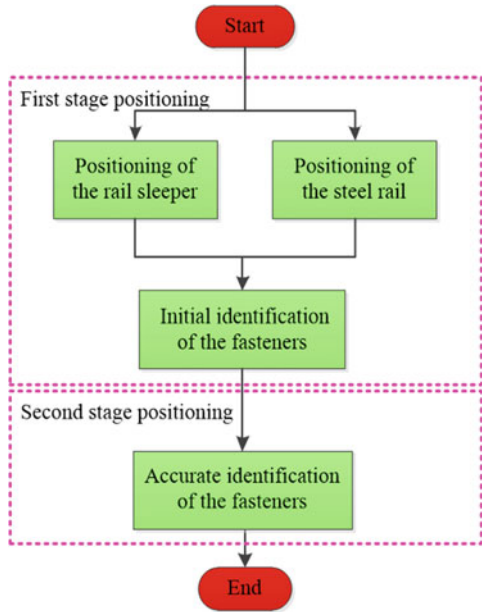 Start
First stage positioning
Positioning of
the rail sleeper
Positioning of
the steel rail
Initial identification
of the fasteners
Second stage positioning
Accurate identification
of the fasteners
End